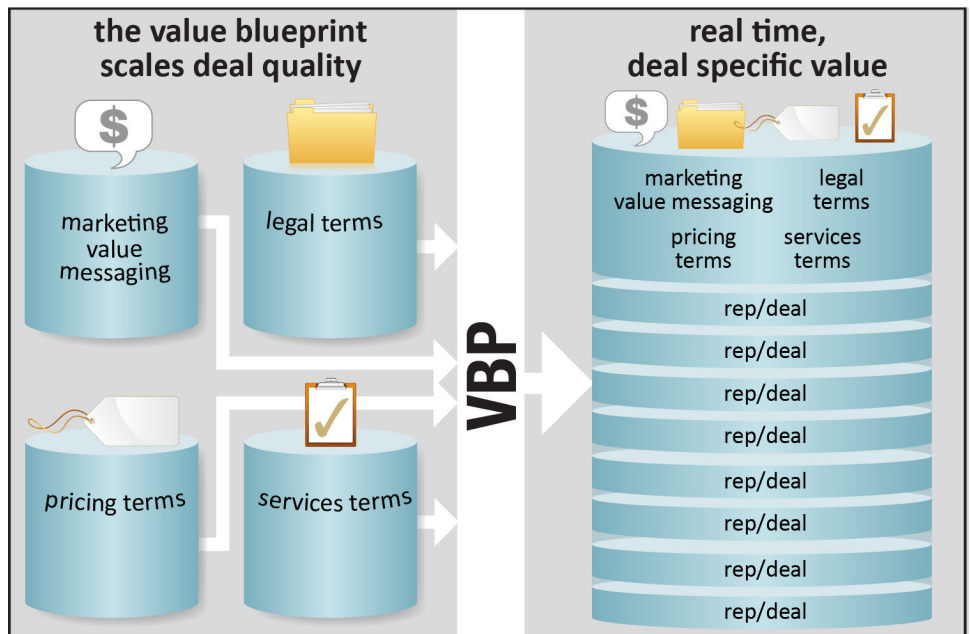 the value blueprint
scales deal quality
$
marketing
value
messaging
legal terms
pricing terms
services terms
VBP
real time,
deal specific value
$
marketing
value messaging
legal
terms
pricing
terms
services
terms
rep/deal
rep/deal
rep/deal
rep/deal
rep/deal
rep/deal
rep/deal
rep/deal